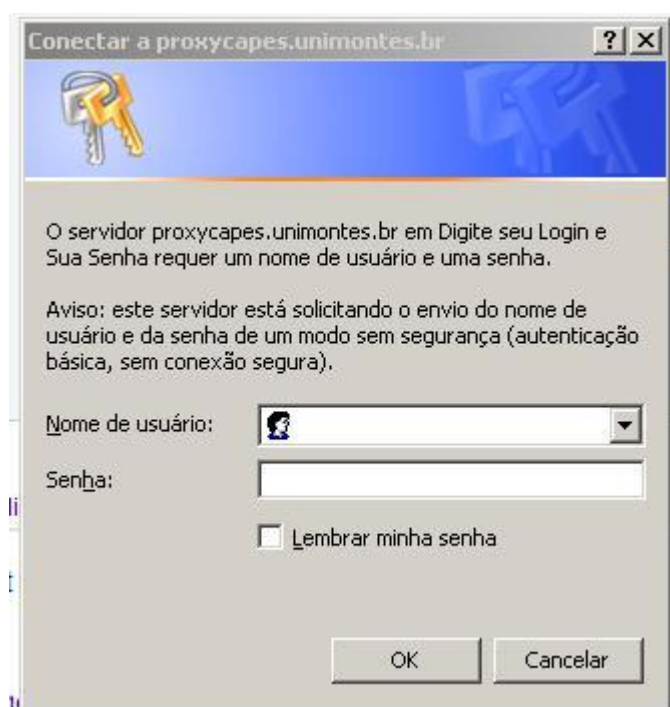 Conectar a proxycapes.unimontes.br
O servidor proxycapes.unimontes.br em Digite seu Login e
Sua Senha requer um nome de usuário e uma senha.
Aviso: este servidor está solicitando o envio do nome de
usuário e da senha de um modo sem segurança (autenticação
básica, sem conexão segura).
Nome de usuário:
Senha:
Lembrar minha senha
OK Cancelar